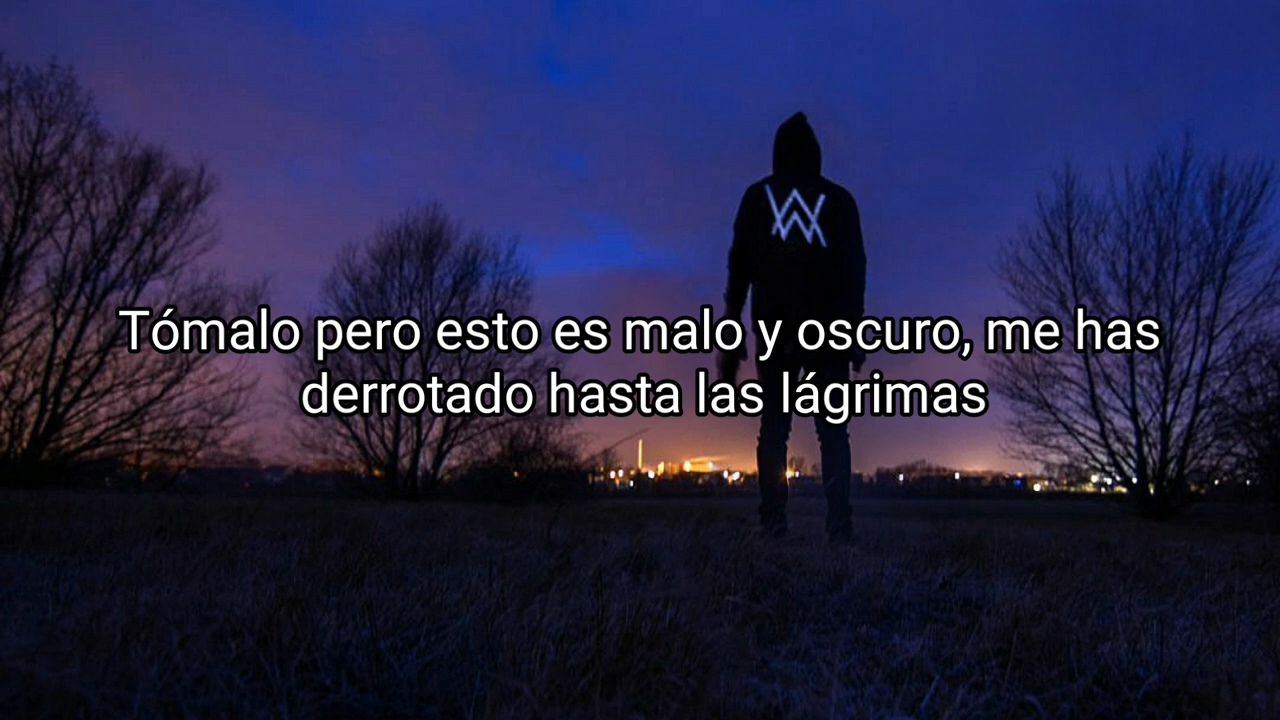 Tómalo pero esto es malo y oscuro, me has
derrotado hasta las lágrimas